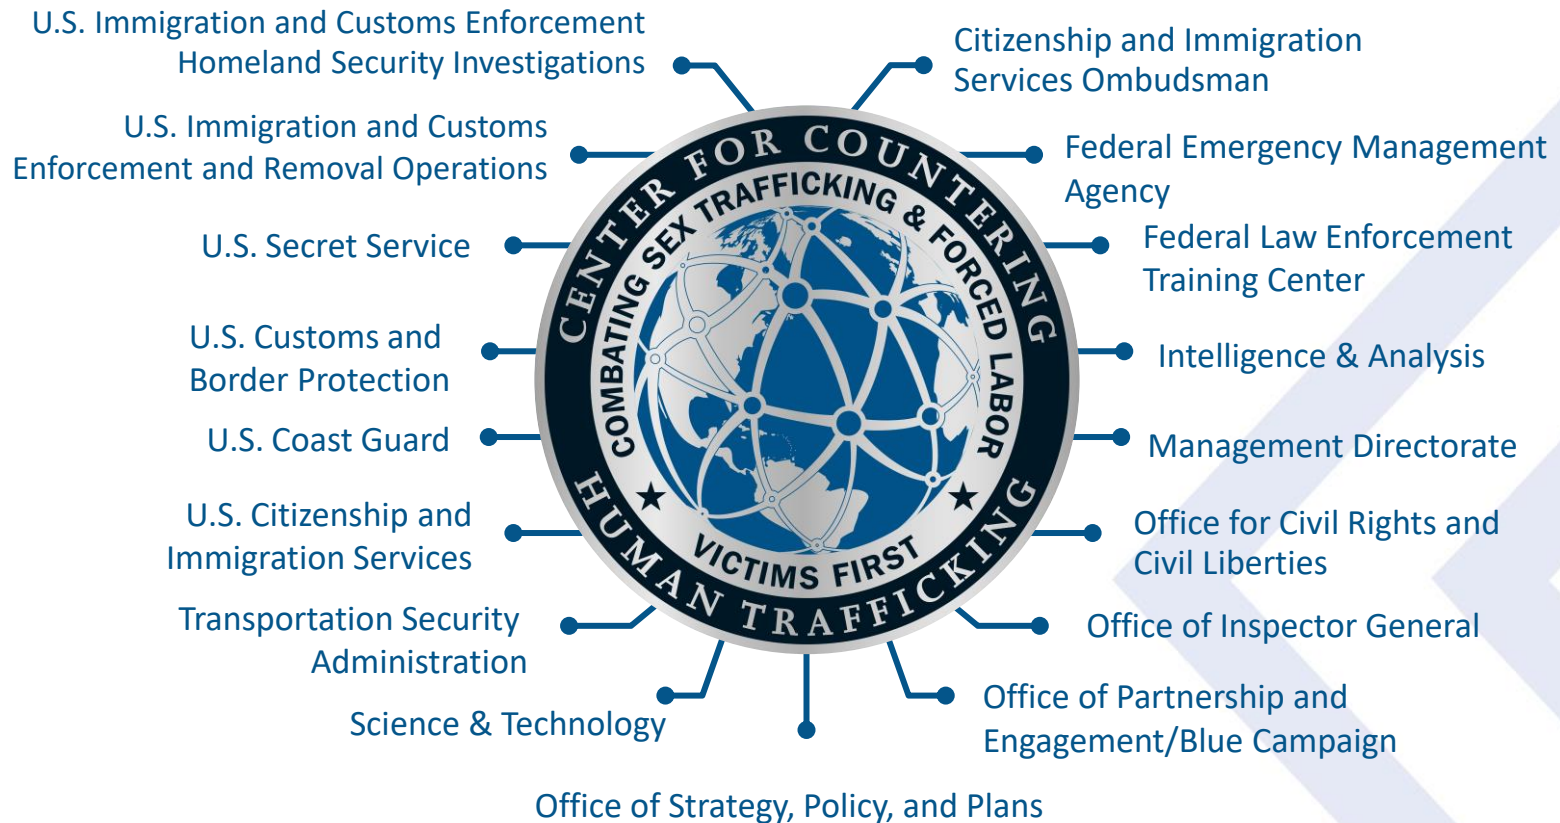 U.S. Immigration and Customs Enforcement
Homeland Security Investigations
U.S. Immigration and Customs
Enforcement and Removal Operations
U.S. Secret Service
U.S. Customs and
Border Protection
U.S. Coast Guard
U.S. Citizenship and
Immigration Services
Transportation Security
Administration
Science & Technology
Office of Strategy, Policy, and Plans
CENTER FOR COUNTERING
HUMAN TRAFFICKING
COMBATING SEX TRAFFICKING & FORCED LABOR
VICTIMS FIRST
Citizenship and Immigration
Services Ombudsman
Federal Emergency Management
Agency
Federal Law Enforcement
Training Center
Intelligence & Analysis
Management Directorate
Office for Civil Rights and
Civil Liberties
Office of Inspector General
Office of Partnership and
Engagement/Blue Campaign